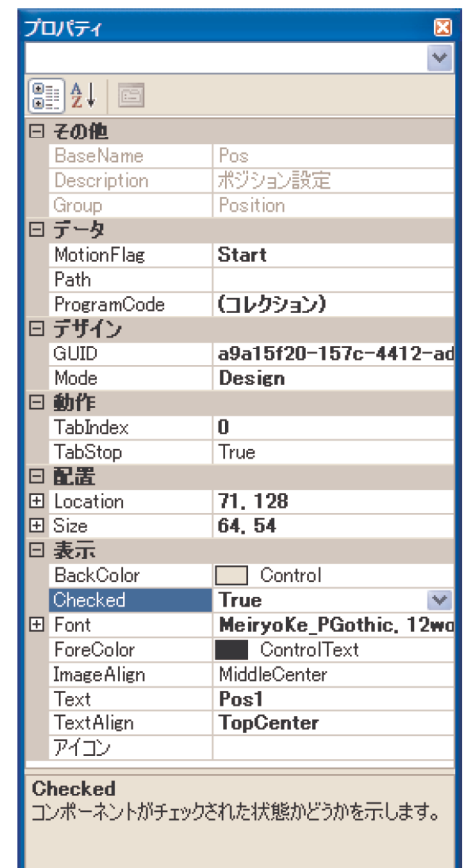 プロパティ
その他
BaseName Pos
Description ポジション設定
Group Position
データ
MotionFlag Start
Path
ProgramCode (コレクション)
デザイン
GUID a9a15f20-157c-4412-ad
Mode Design
動作
TabIndex 0
TabStop True
配置
Location 71, 128
Size 64, 54
表示
BackColor Control
Checked True
Font MeiryoKe_PGothic, 12wo
ForeColor ControlText
ImageAlign MiddleCenter
Text Pos1
TextAlign TopCenter
アイコン
Checked
コンポーネントがチェックされた状態かどうかを示します。